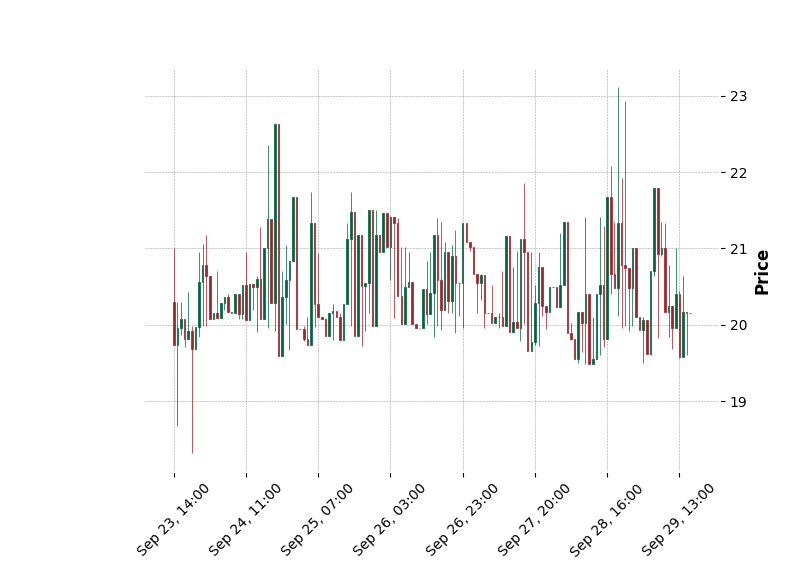 23
22
21
20
19
Price
Sep 23, 14:00
Sep 24, 11:00
Sep 25, 07:00
Sep 26, 03:00
Sep 26, 23:00
Sep 27, 20:00
Sep 28, 16:00
Sep 29, 13:00